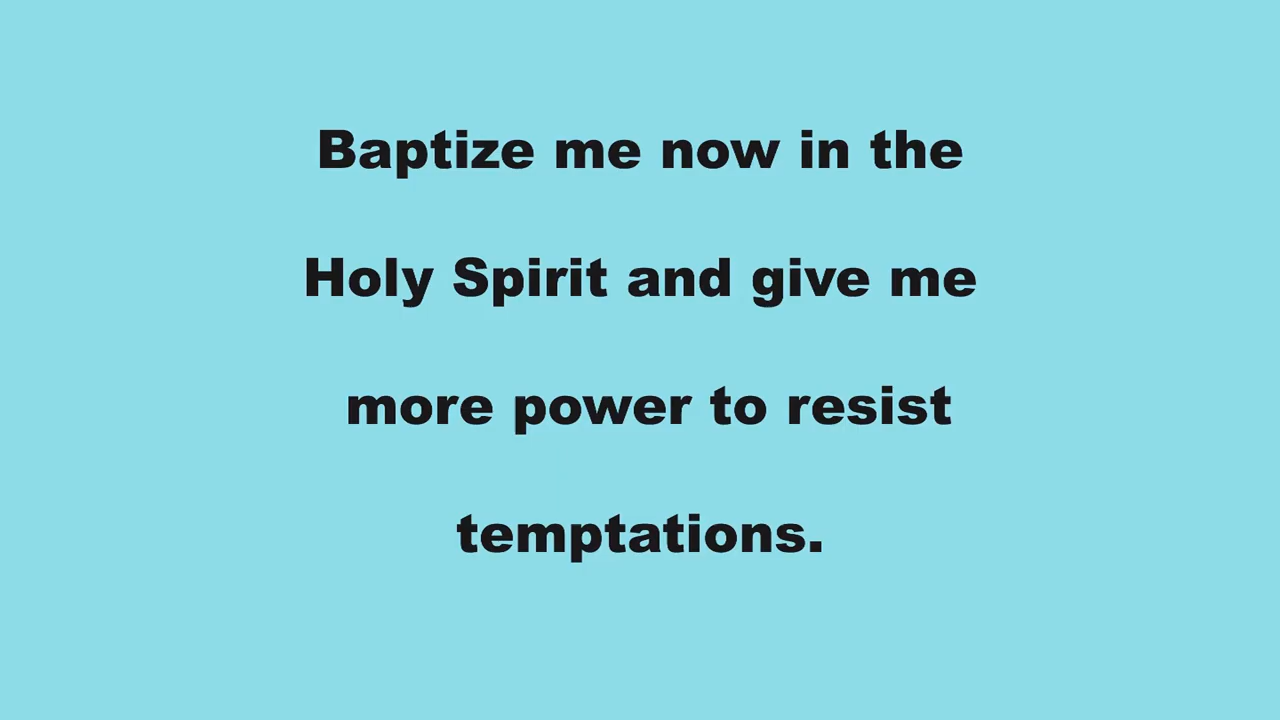 Baptize me now in the
Holy Spirit and give me
more power to resist
temptations.